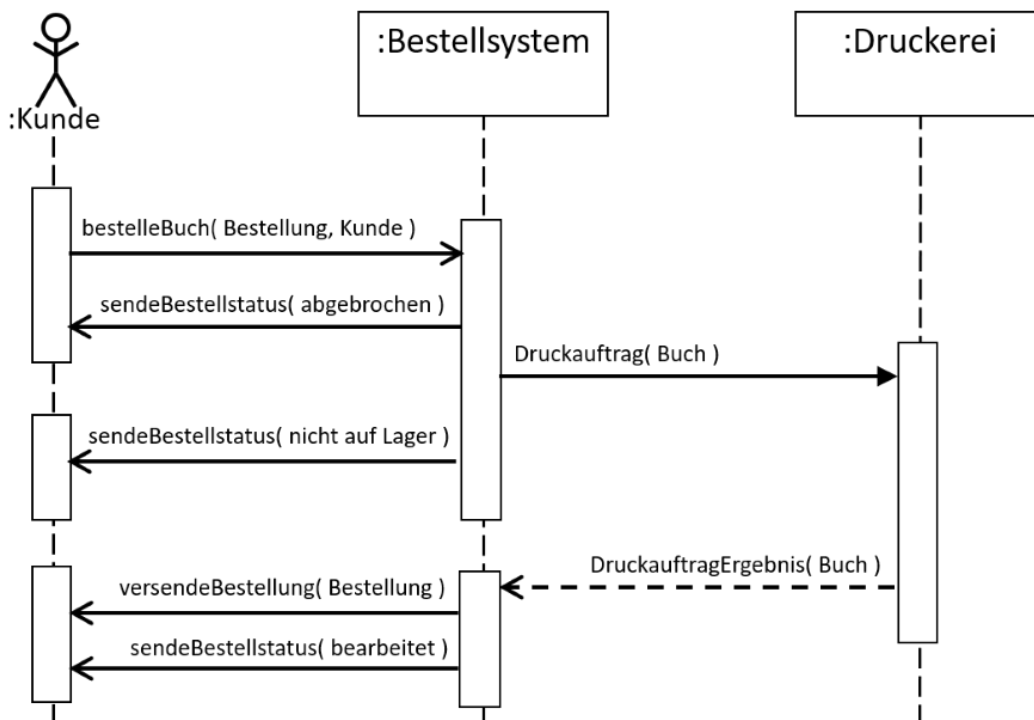 :Bestellsystem
:Druckerei
:Kunde
bestelleBuch( Bestellung, Kunde )
sendeBestellstatus( abgebrochen )
Druckauftrag( Buch )
sendeBestellstatus( nicht auf Lager )
DruckauftragErgebnis( Buch )
versendeBestellung( Bestellung )
sendeBestellstatus( bearbeitet )